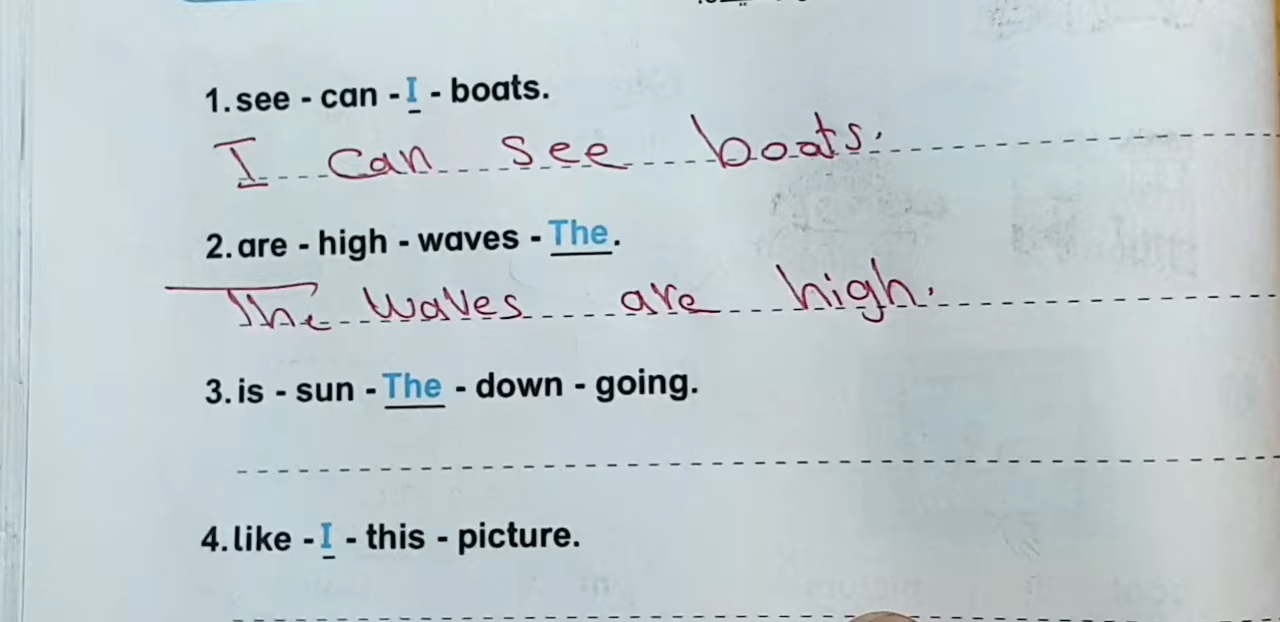 1. see - can - I - boats.
I can see boats.
2. are - high - waves - The.
The waves are high.
3. is - sun - The - down - going.
4. like - I - this - picture.